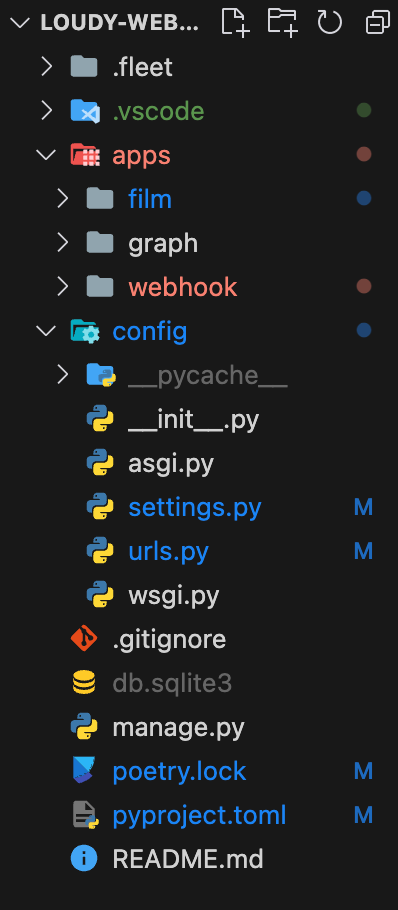 LOUDY-WEB...
.fleet
.vscode
apps
film
graph
webhook
config
__pycache__
__init__.py
asgi.py
settings.py M
urls.py M
wsgi.py
.gitignore
db.sqlite3
manage.py
poetry.lock M
pyproject.toml M
README.md